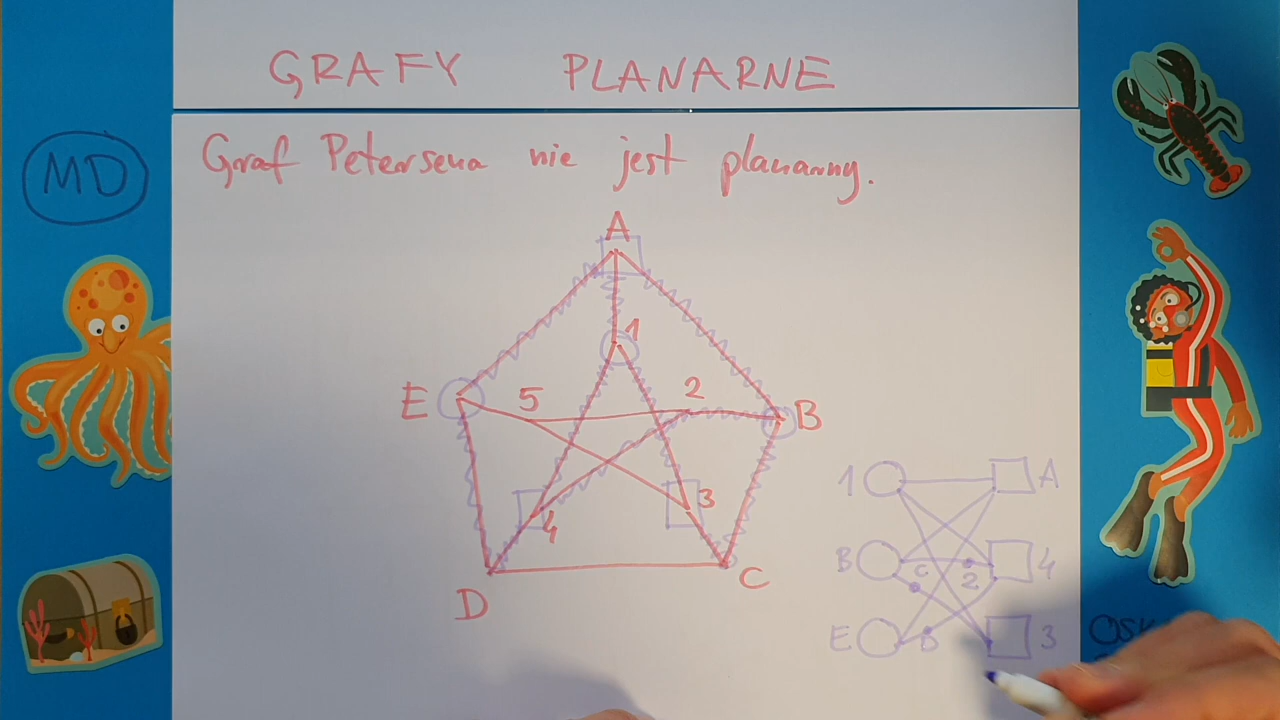 GRAFY PLANARNE
MD
Graf Petersena nie jest planarny.
A
1
E 5 2 B
4 3
D C
1 A
B C 2 4
E D 3